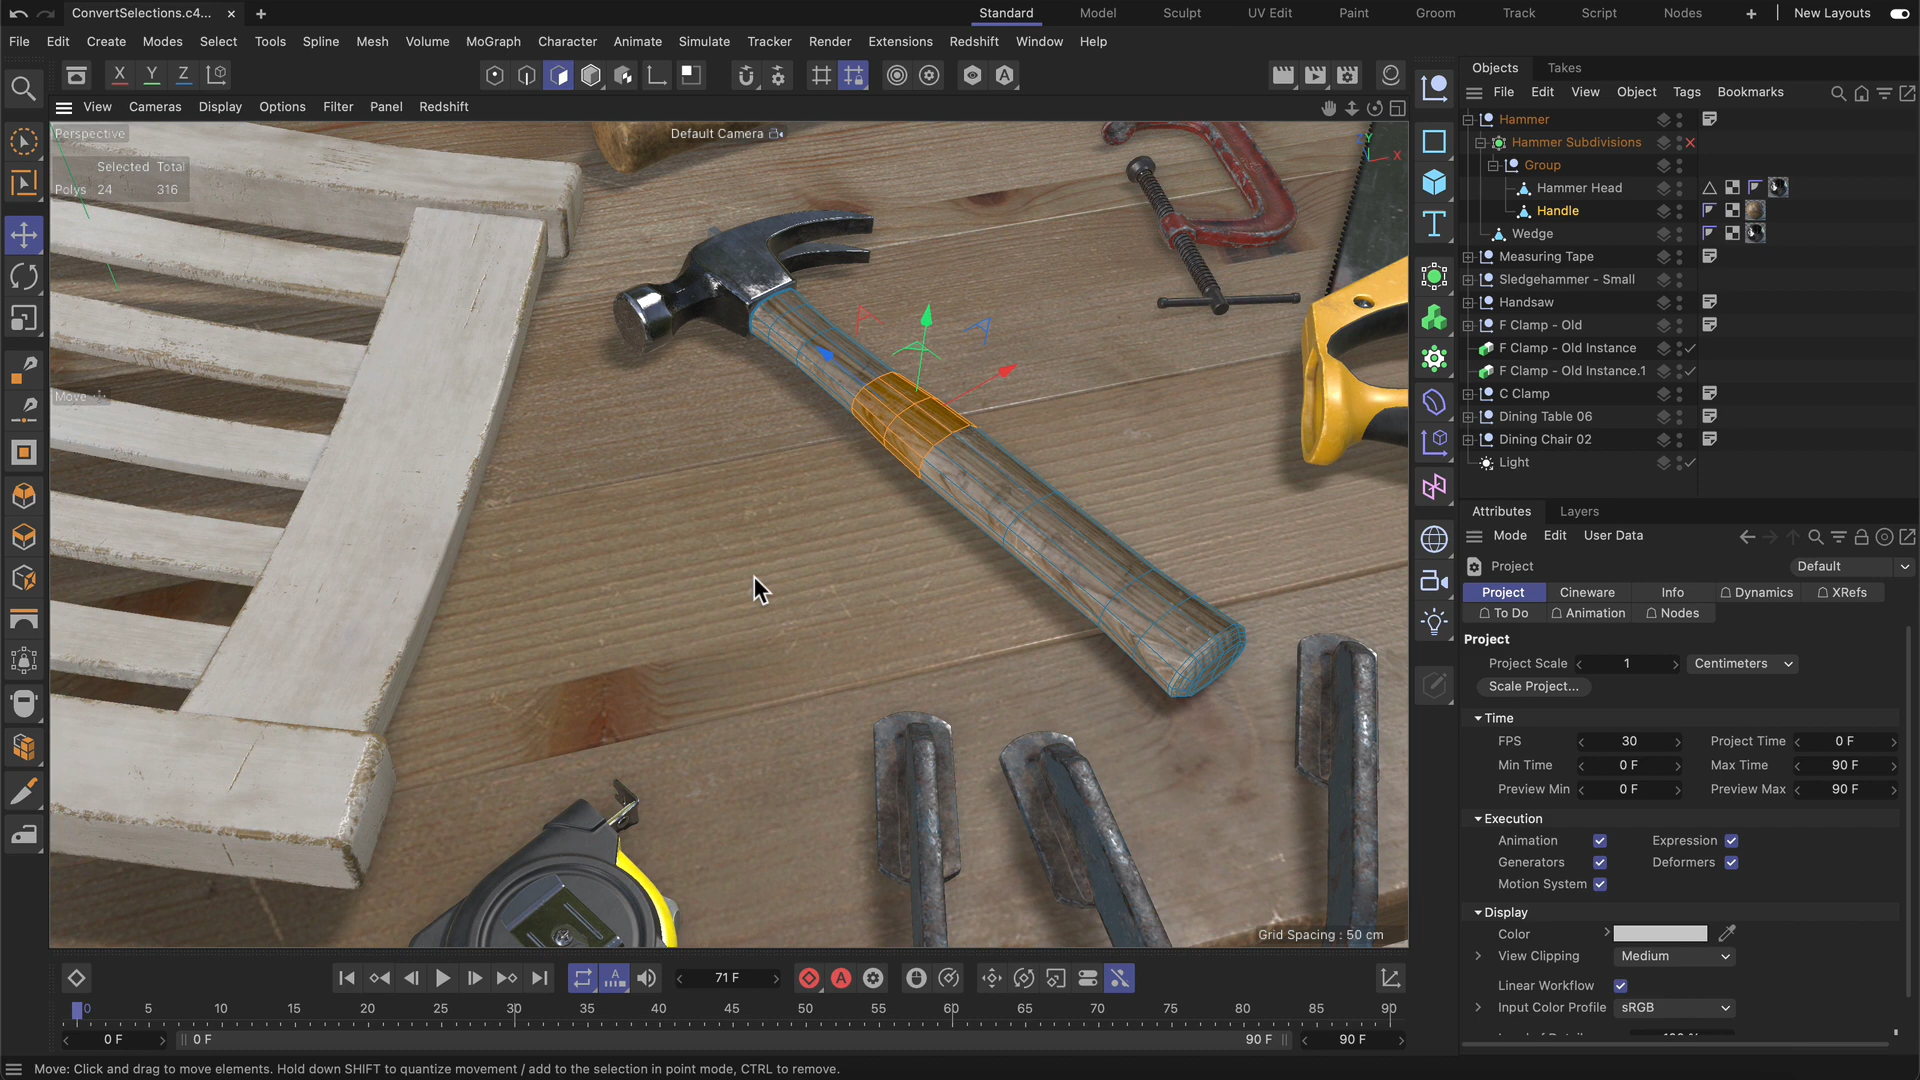 ConvertSelections.c4... × +
Standard Model Sculpt UV Edit Paint Groom Track Script Nodes + New Layouts
File Edit Create Modes Select Tools Spline Mesh Volume MoGraph Character Animate Simulate Tracker Render Extensions Redshift Window Help
X Y Z
View Cameras Display Options Filter Panel Redshift
Perspective
Default Camera
Y
X
Selected Total
Polys 24 316
Move
Grid Spacing : 50 cm
Objects Takes
File Edit View Object Tags Bookmarks
Hammer
Hammer Subdivisions
Group
Hammer Head
Handle
Wedge
Measuring Tape
Sledgehammer - Small
Handsaw
F Clamp - Old
F Clamp - Old Instance
F Clamp - Old Instance.1
C Clamp
Dining Table 06
Dining Chair 02
Light
Attributes Layers
Mode Edit User Data
Project Default
Project Cineware Info Dynamics XRefs
To Do Animation Nodes
Project
Project Scale 1 Centimeters
Scale Project...
Time
FPS 30 Project Time 0 F
Min Time 0 F Max Time 90 F
Preview Min 0 F Preview Max 90 F
Execution
Animation Expression
Generators Deformers
Motion System
Display
Color
View Clipping Medium
Linear Workflow
Input Color Profile sRGB
71 F
0 5 10 15 20 25 30 35 40 45 50 55 60 65 70 75 80 85 90
0 F 0 F 90 F 90 F
Move: Click and drag to move elements. Hold down SHIFT to quantize movement / add to the selection in point mode, CTRL to remove.